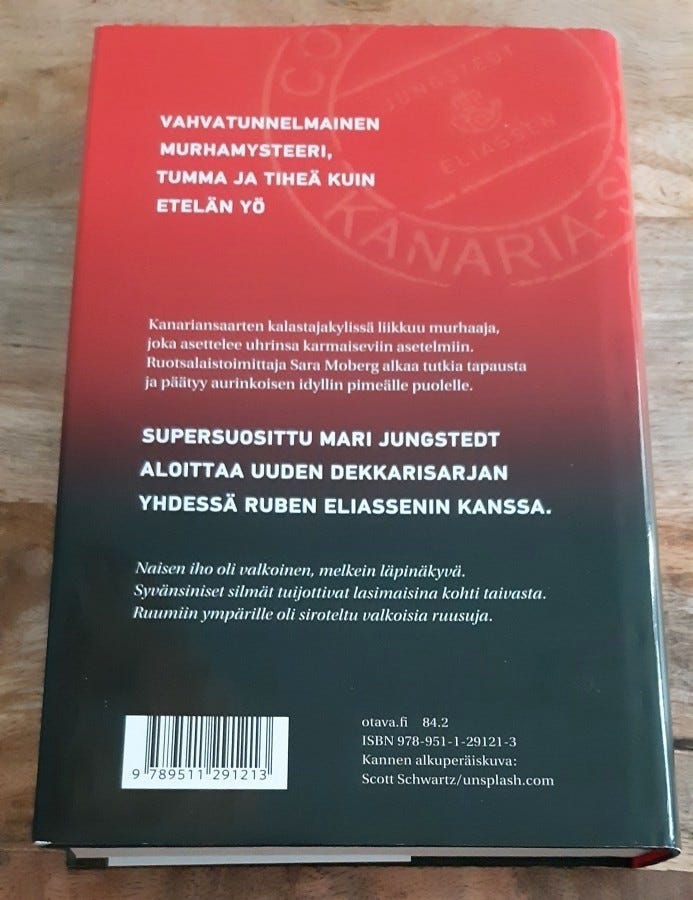 VAHVATUNNELMAINEN
MURHAMYSTEERI,
TUMMA JA TIHEÄ KUIN
ETELÄN YÖ
JUNGSTEDT
ELIASSEN
KANARIA-S
Kanariansaarten kalastajakylissä liikkuu murhaaja,
joka asettelee uhrinsa karmaiseviin asetelmiin.
Ruotsalaistoimittaja Sara Moberg alkaa tutkia tapausta
ja päätyy aurinkoisen idyllin pimeälle puolelle.
SUPERSUOSITTU MARI JUNGSTEDT
ALOITTAA UUDEN DEKKARISARJAN
YHDESSÄ RUBEN ELIASSENIN KANSSA.
Naisen iho oli valkoinen, melkein läpinäkyvä.
Syvänsiniset silmät tuijottivat lasimaisina kohti taivasta.
Ruumiin ympärille oli siroteltu valkoisia ruusuja.
otava.fi 84.2
ISBN 978-951-1-29121-3
Kannen alkuperäiskuva:
Scott Schwartz/unsplash.com
9 789511 291213